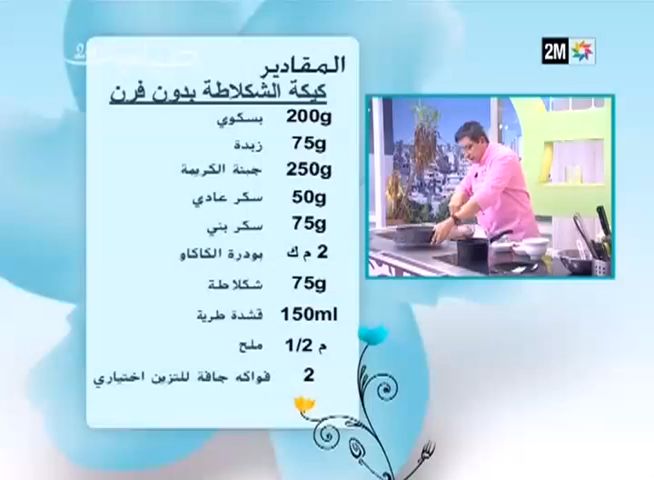 المقادير
كيكة الشكلاطة بدون فرن
200g بسكوي
75g زبدة
250g جبنة الكريمة
50g سكر عادي
75g سكر بني
2 م ك بودرة الكاكاو
75g شكلاطة
150ml قشدة طرية
1/2 م ملح
2 فواكه جافة للتزين اختياري
2M